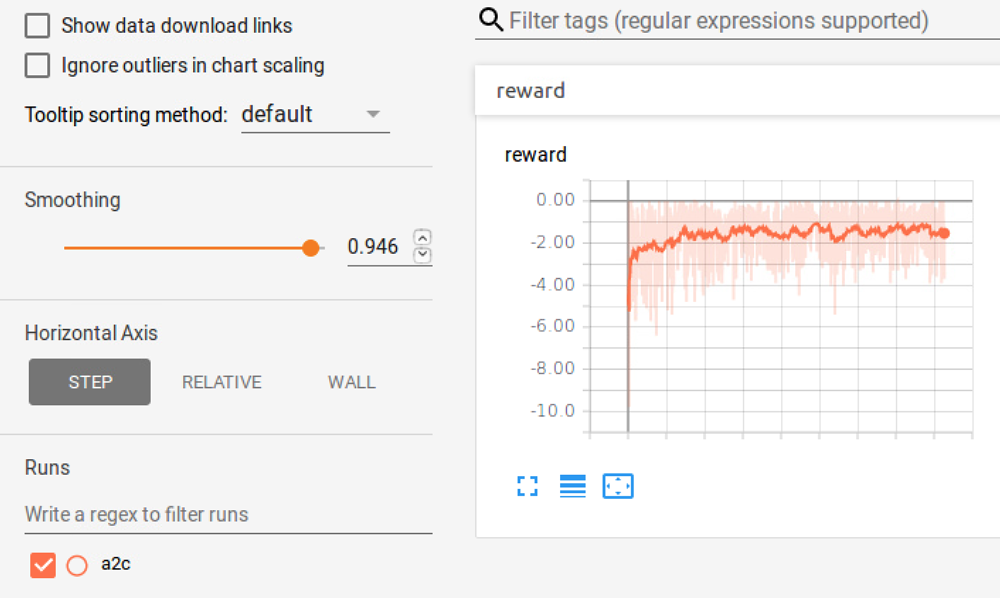 Show data download links
Ignore outliers in chart scaling
Tooltip sorting method: default
Smoothing
0.946
Horizontal Axis
STEP RELATIVE WALL
Runs
Write a regex to filter runs
a2c
Filter tags (regular expressions supported)
reward
reward
0.00
-2.00
-4.00
-6.00
-8.00
-10.0